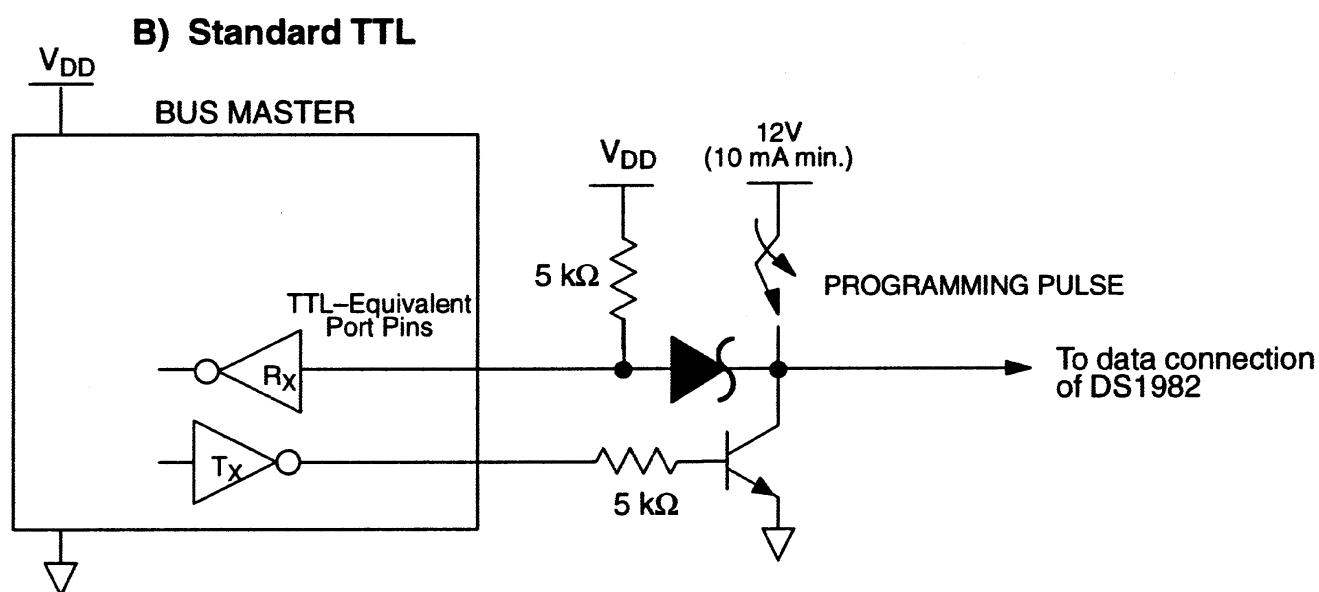 B) Standard TTL
VDD
BUS MASTER
VDD
12V
(10 mA min.)
5 kΩ
PROGRAMMING PULSE
TTL–Equivalent
Port Pins
RX
To data connection
of DS1982
TX
5 kΩ